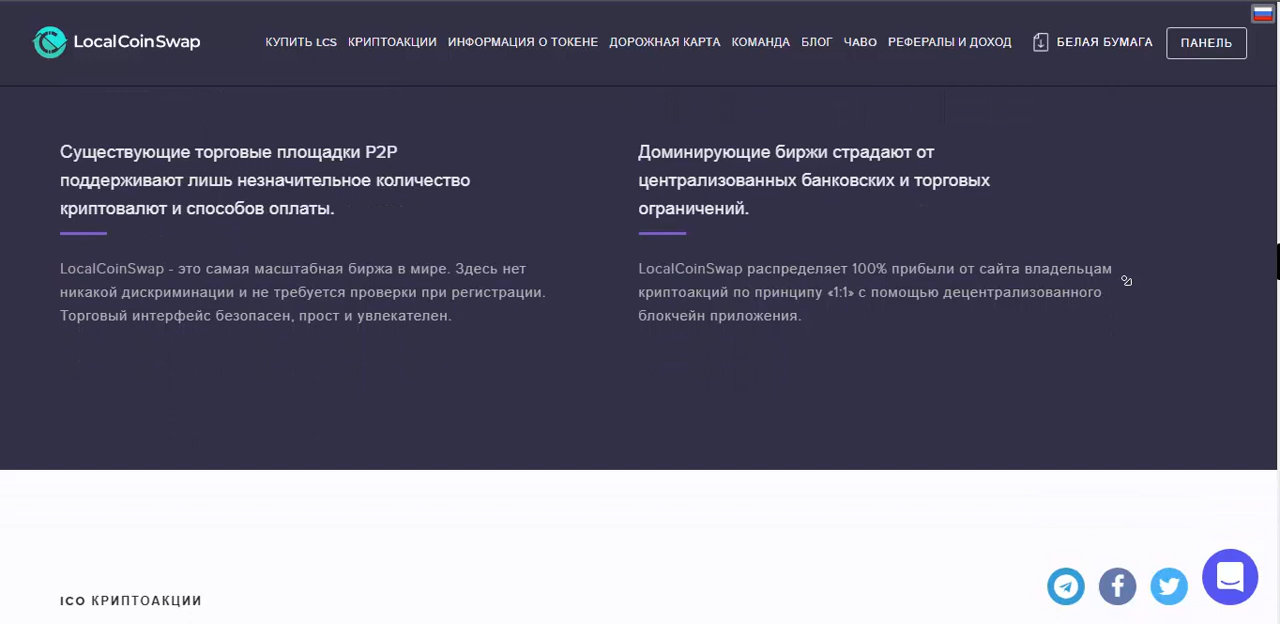 LocalCoinSwap
КУПИТЬ LCS КРИПТОАКЦИИ ИНФОРМАЦИЯ О ТОКЕНЕ ДОРОЖНАЯ КАРТА КОМАНДА БЛОГ ЧАВО РЕФЕРАЛЫ И ДОХОД БЕЛАЯ БУМАГА ПАНЕЛЬ
Существующие торговые площадки P2P
поддерживают лишь незначительное количество
криптовалют и способов оплаты.
LocalCoinSwap - это самая масштабная биржа в мире. Здесь нет
никакой дискриминации и не требуется проверки при регистрации.
Торговый интерфейс безопасен, прост и увлекателен.
Доминирующие биржи страдают от
централизованных банковских и торговых
ограничений.
LocalCoinSwap распределяет 100% прибыли от сайта владельцам
криптоакций по принципу «1:1» с помощью децентрализованного
блокчейн приложения.
ICO КРИПТОАКЦИИ